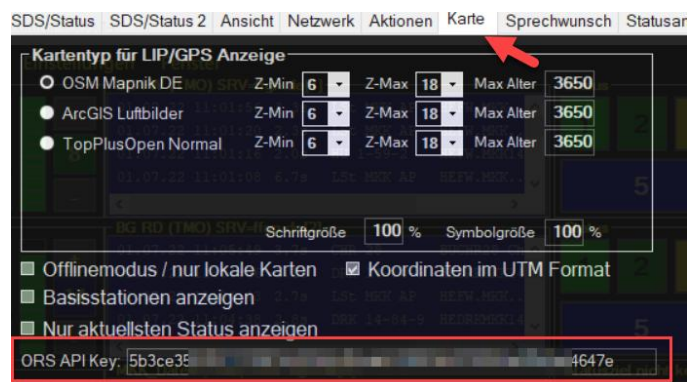 SDS/Status SDS/Status 2 Ansicht Netzwerk Aktionen Karte Sprechwunsch Statusan
Kartentyp für LIP/GPS Anzeige
OSM Mapnik DE Z-Min 6 Z-Max 18 Max Alter 3650
ArcGIS Luftbilder Z-Min 6 Z-Max 18 Max Alter 3650
TopPlusOpen Normal Z-Min 6 Z-Max 18 Max Alter 3650
Schriftgröße 100 % Symbolgröße 100 %
Offlinemodus / nur lokale Karten Koordinaten im UTM Format
Basisstationen anzeigen
Nur aktuellsten Status anzeigen
ORS API Key: 5b3ce35 4647e